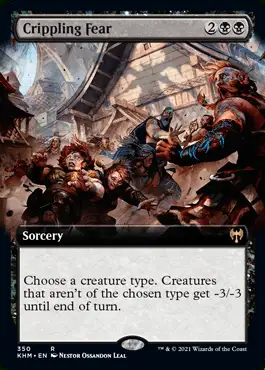 Crippling Fear 2
Sorcery
Choose a creature type. Creatures
that aren't of the chosen type get -3/-3
until end of turn.
350 R
KHM • EN NESTOR OSSANDON LEAL
™ & © 2021 Wizards of the Coast